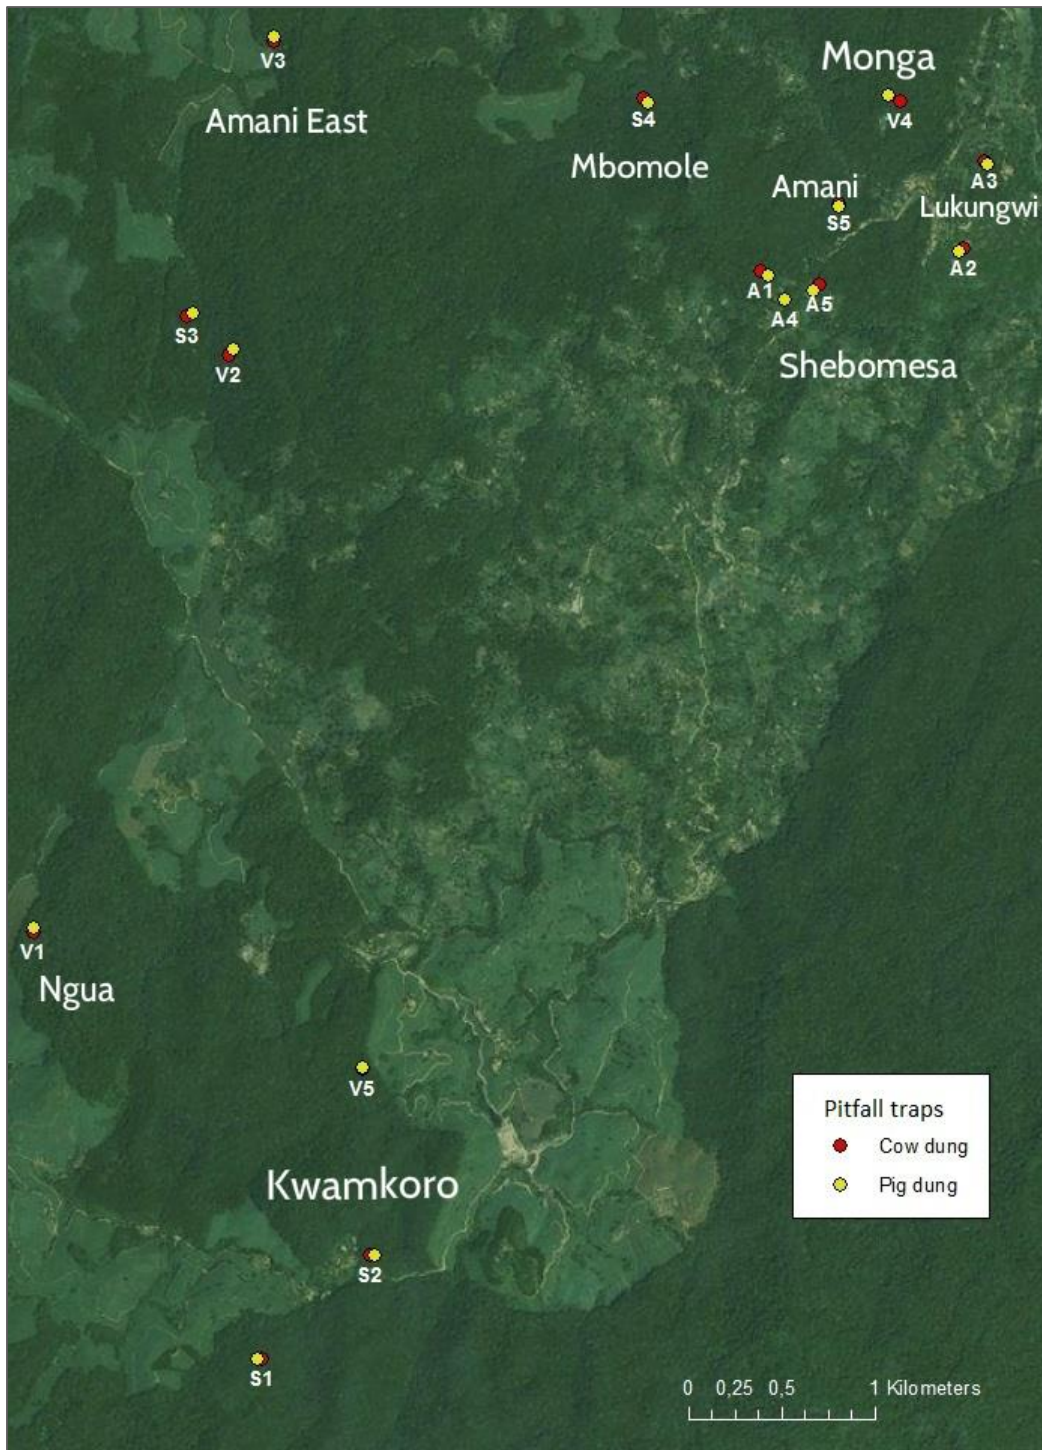 V3
Amani East
Monga
S4
V4
Mbomole
A3
Amani
Lukungwi
S5
A2
A1
A5
A4
S3
Shebomesa
V2
V1
Ngua
V5
Pitfall traps
Cow dung
Pig dung
Kwamkoro
S2
S1
0 0,25 0,5 1 Kilometers